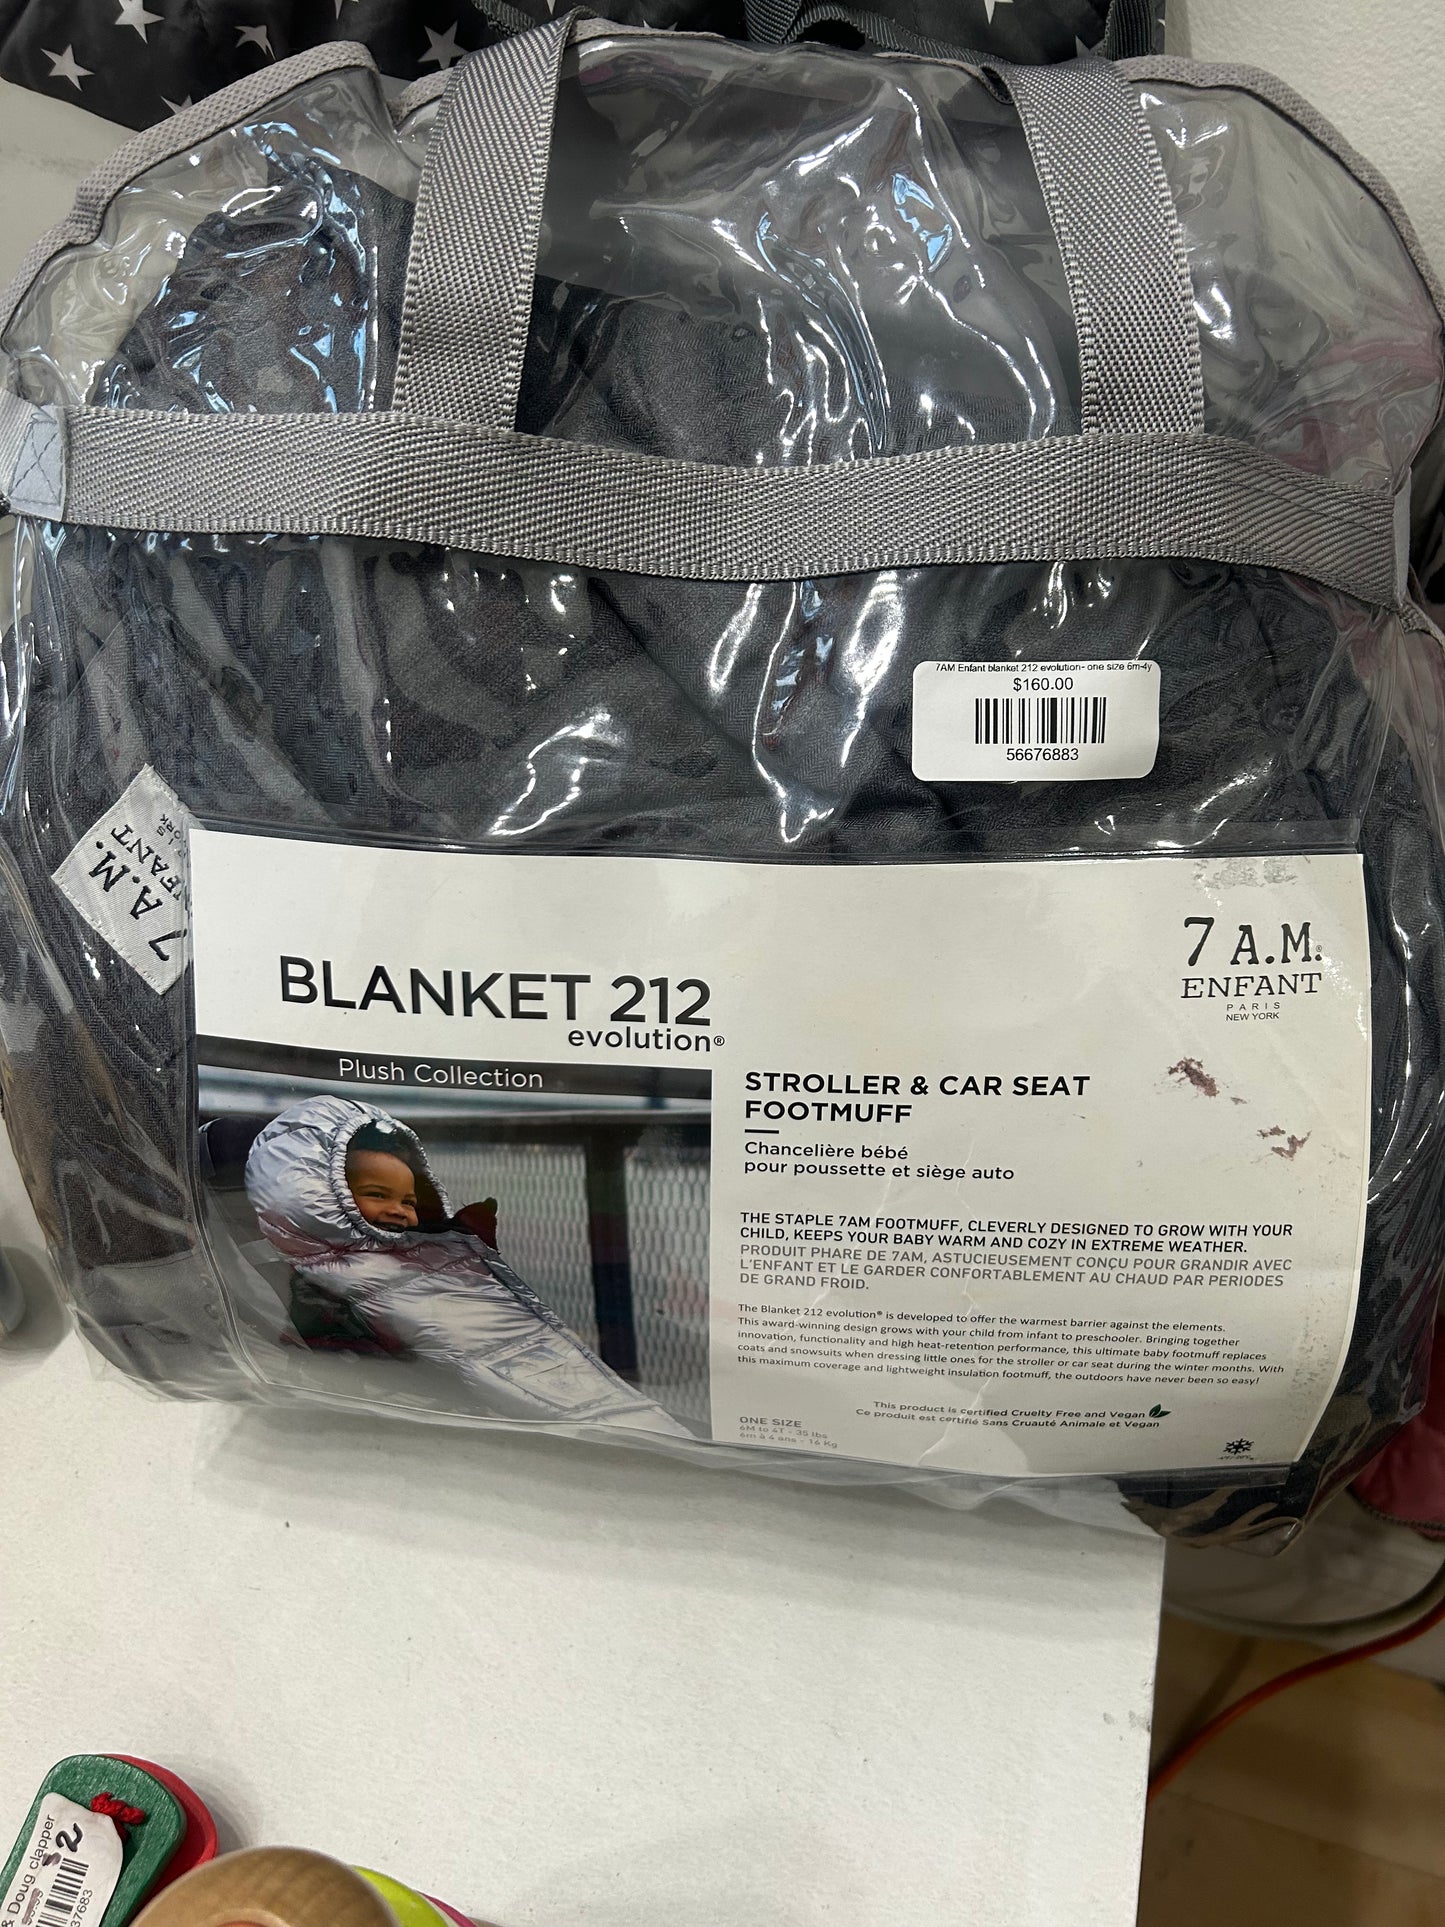 7AM Enfant blanket 212 evolution- one size 6m-4y
$160.00
56676883
7 A.M.
ENFANT
BLANKET 212
evolution®
Plush Collection
7 A.M.®
ENFANT
PARIS
NEW YORK
STROLLER & CAR SEAT
FOOTMUFF
Chancelière bébé
pour poussette et siège auto
THE STAPLE 7AM FOOTMUFF, CLEVERLY DESIGNED TO GROW WITH YOUR
CHILD, KEEPS YOUR BABY WARM AND COZY IN EXTREME WEATHER.
PRODUIT PHARE DE 7AM, ASTUCIEUSEMENT CONÇU POUR GRANDIR AVEC
L'ENFANT ET LE GARDER CONFORTABLEMENT AU CHAUD PAR PERIODES
DE GRAND FROID.
The Blanket 212 evolution® is developed to offer the warmest barrier against the elements.
This award-winning design grows with your child from infant to preschooler. Bringing together
innovation, functionality and high heat-retention performance, this ultimate baby footmuff replaces
coats and snowsuits when dressing little ones for the stroller or car seat during the winter months. With
this maximum coverage and lightweight insulation footmuff, the outdoors have never been so easy!
This product is certified Cruelty Free and Vegan
Ce produit est certifié Sans Cruauté Animale et Vegan
ONE SIZE
6M to 4T - 35 lbs
6m à 4 ans - 16 Kg
& Doug clapper
$2
37683